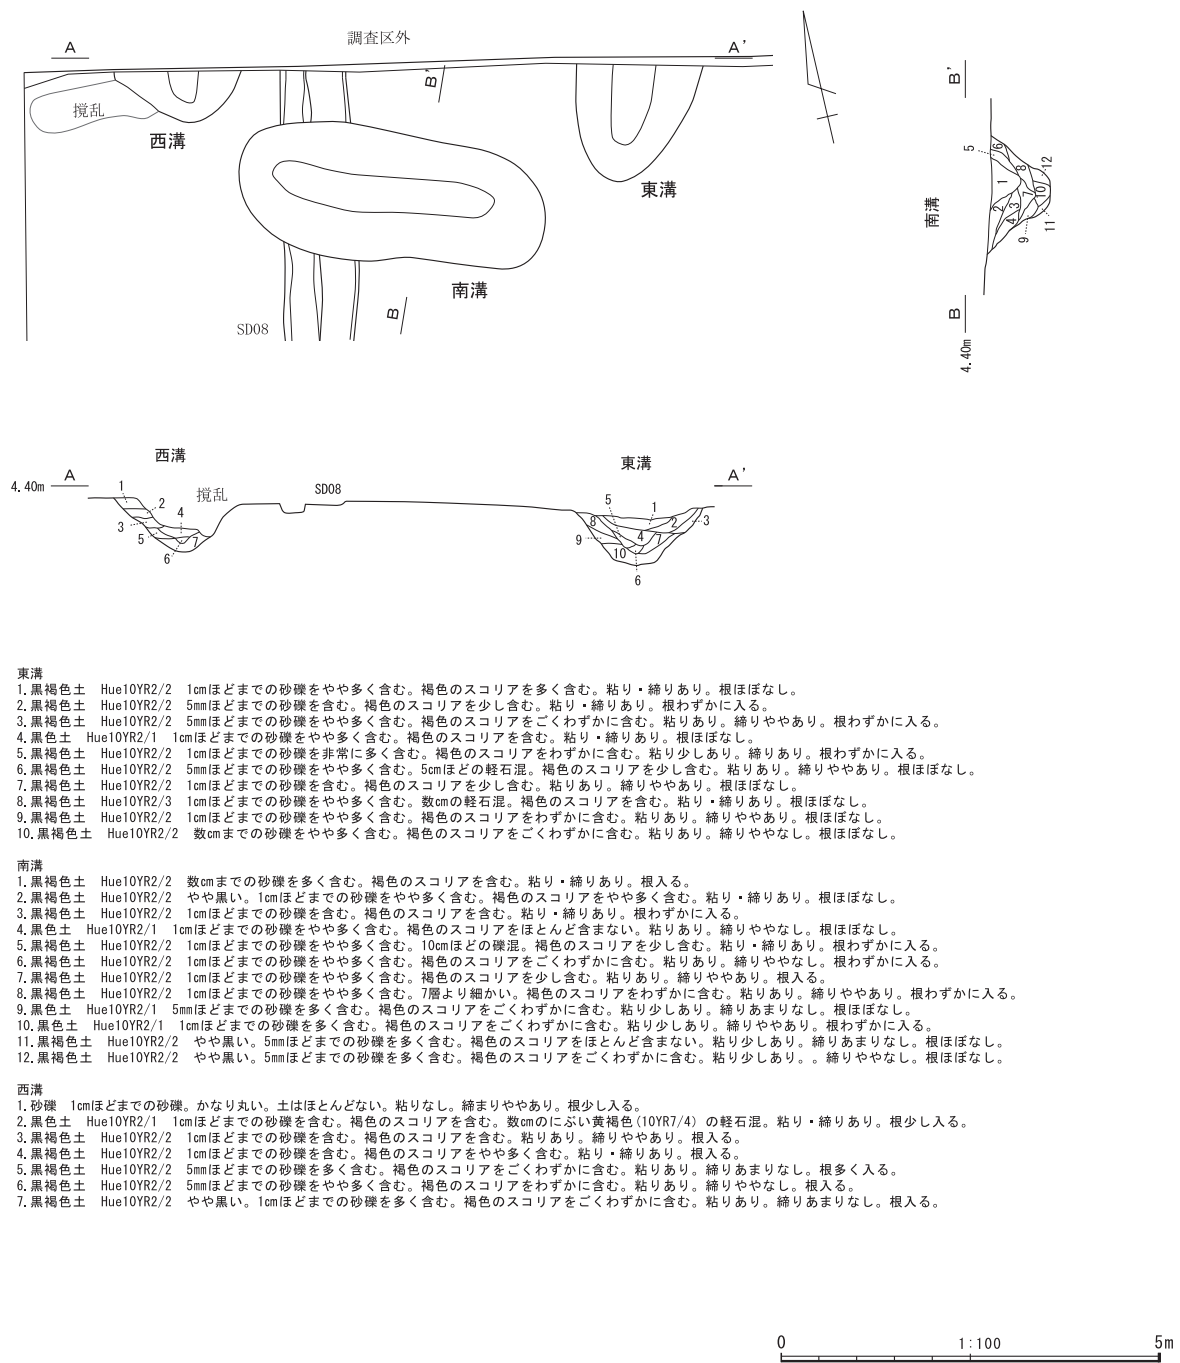 調査区外
A
A'
B'
B'
撹乱
西溝
東溝
南溝
B
SD08
5
6
8
12
1
7
10
2
3
4
9
11
南溝
B
4.40m
西溝
東溝
4.40m
A
A'
1
2
撹乱
SD08
3
4
5
7
6
5
1
8
2
3
9
4
7
10
6
東溝
1.黒褐色土 Hue10YR2/2 1cmほどまでの砂礫をやや多く含む。褐色のスコリアを多く含む。粘り・締りあり。根ほぼなし。
2.黒褐色土 Hue10YR2/2 5mmほどまでの砂礫を含む。褐色のスコリアを少し含む。粘り・締りあり。根わずかに入る。
3.黒褐色土 Hue10YR2/2 5mmほどまでの砂礫をやや多く含む。褐色のスコリアをごくわずかに含む。粘りあり。締りややあり。根わずかに入る。
4.黒色土 Hue10YR2/1 1cmほどまでの砂礫をやや多く含む。褐色のスコリアを含む。粘り・締りあり。根ほぼなし。
5.黒褐色土 Hue10YR2/2 1cmほどまでの砂礫を非常に多く含む。褐色のスコリアをわずかに含む。粘り少しあり。締りあり。根わずかに入る。
6.黒褐色土 Hue10YR2/2 5mmほどまでの砂礫をやや多く含む。5cmほどの軽石混。褐色のスコリアを少し含む。粘りあり。締りややあり。根ほぼなし。
7.黒褐色土 Hue10YR2/2 1cmほどまでの砂礫を含む。褐色のスコリアを少し含む。粘りあり。締りややあり。根ほぼなし。
8.黒褐色土 Hue10YR2/3 1cmほどまでの砂礫をやや多く含む。数cmの軽石混。褐色のスコリアを含む。粘り・締りあり。根ほぼなし。
9.黒褐色土 Hue10YR2/2 1cmほどまでの砂礫をやや多く含む。褐色のスコリアをわずかに含む。粘りあり。締りややあり。根ほぼなし。
10.黒褐色土 Hue10YR2/2 数cmまでの砂礫をやや多く含む。褐色のスコリアをごくわずかに含む。粘りあり。締りややなし。根ほぼなし。
南溝
1.黒褐色土 Hue10YR2/2 数cmまでの砂礫を多く含む。褐色のスコリアを含む。粘り・締りあり。根入る。
2.黒褐色土 Hue10YR2/2 やや黒い。1cmほどまでの砂礫をやや多く含む。褐色のスコリアをやや多く含む。粘り・締りあり。根ほぼなし。
3.黒褐色土 Hue10YR2/2 1cmほどまでの砂礫を含む。褐色のスコリアを含む。粘り・締りあり。根わずかに入る。
4.黒色土 Hue10YR2/1 1cmほどまでの砂礫をやや多く含む。褐色のスコリアをほとんど含まない。粘りあり。締りややなし。根ほぼなし。
5.黒褐色土 Hue10YR2/2 1cmほどまでの砂礫をやや多く含む。10cmほどの礫混。褐色のスコリアを少し含む。粘り・締りあり。根わずかに入る。
6.黒褐色土 Hue10YR2/2 1cmほどまでの砂礫をやや多く含む。褐色のスコリアをごくわずかに含む。粘りあり。締りややなし。根わずかに入る。
7.黒褐色土 Hue10YR2/2 1cmほどまでの砂礫をやや多く含む。褐色のスコリアを少し含む。粘りあり。締りややあり。根入る。
8.黒褐色土 Hue10YR2/2 1cmほどまでの砂礫をやや多く含む。7層より細かい。褐色のスコリアをわずかに含む。粘りあり。締りややあり。根わずかに入る。
9.黒色土 Hue10YR2/1 5mmほどまでの砂礫を多く含む。褐色のスコリアをごくわずかに含む。粘り少しあり。締りあまりなし。根ほぼなし。
10.黒色土 Hue10YR2/1 1cmほどまでの砂礫を多く含む。褐色のスコリアをごくわずかに含む。粘り少しあり。締りややあり。根わずかに入る。
11.黒褐色土 Hue10YR2/2 やや黒い。5mmほどまでの砂礫を多く含む。褐色のスコリアをほとんど含まない。粘り少しあり。締りあまりなし。根ほぼなし。
12.黒褐色土 Hue10YR2/2 やや黒い。5mmほどまでの砂礫を多く含む。褐色のスコリアをごくわずかに含む。粘り少しあり。。締りややなし。根ほぼなし。
西溝
1.砂礫 1cmほどまでの砂礫。かなり丸い。土はほとんどない。粘りなし。締まりややあり。根少し入る。
2.黒色土 Hue10YR2/1 1cmほどまでの砂礫を含む。褐色のスコリアを含む。数cmのにぶい黄褐色(10YR7/4) の軽石混。粘り・締りあり。根少し入る。
3.黒褐色土 Hue10YR2/2 1cmほどまでの砂礫を含む。褐色のスコリアを含む。粘りあり。締りややあり。根入る。
4.黒褐色土 Hue10YR2/2 1cmほどまでの砂礫を含む。褐色のスコリアをやや多く含む。粘り・締りあり。根入る。
5.黒褐色土 Hue10YR2/2 5mmほどまでの砂礫を多く含む。褐色のスコリアをごくわずかに含む。粘りあり。締りあまりなし。根多く入る。
6.黒褐色土 Hue10YR2/2 5mmほどまでの砂礫をやや多く含む。褐色のスコリアをわずかに含む。粘りあり。締りややなし。根入る。
7.黒褐色土 Hue10YR2/2 やや黒い。1cmほどまでの砂礫を多く含む。褐色のスコリアをごくわずかに含む。粘りあり。締りあまりなし。根わずかに入る。
0 1:100 5m